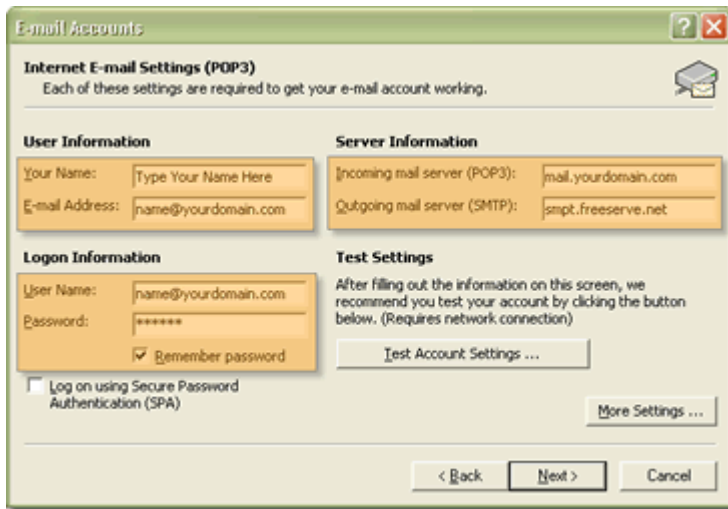 E-mail Accounts
Internet E-mail Settings (POP3)
Each of these settings are required to get your e-mail account working.
User Information
Your Name: Type Your Name Here
E-mail Address: name@yourdomain.com
Server Information
Incoming mail server (POP3): mail.yourdomain.com
Outgoing mail server (SMTP): smpt.freeserve.net
Logon Information
User Name: name@yourdomain.com
Password: ******
Remember password
Log on using Secure Password
Authentication (SPA)
Test Settings
After filling out the information on this screen, we
recommend you test your account by clicking the button
below. (Requires network connection)
Test Account Settings ...
More Settings ...
< Back
Next >
Cancel